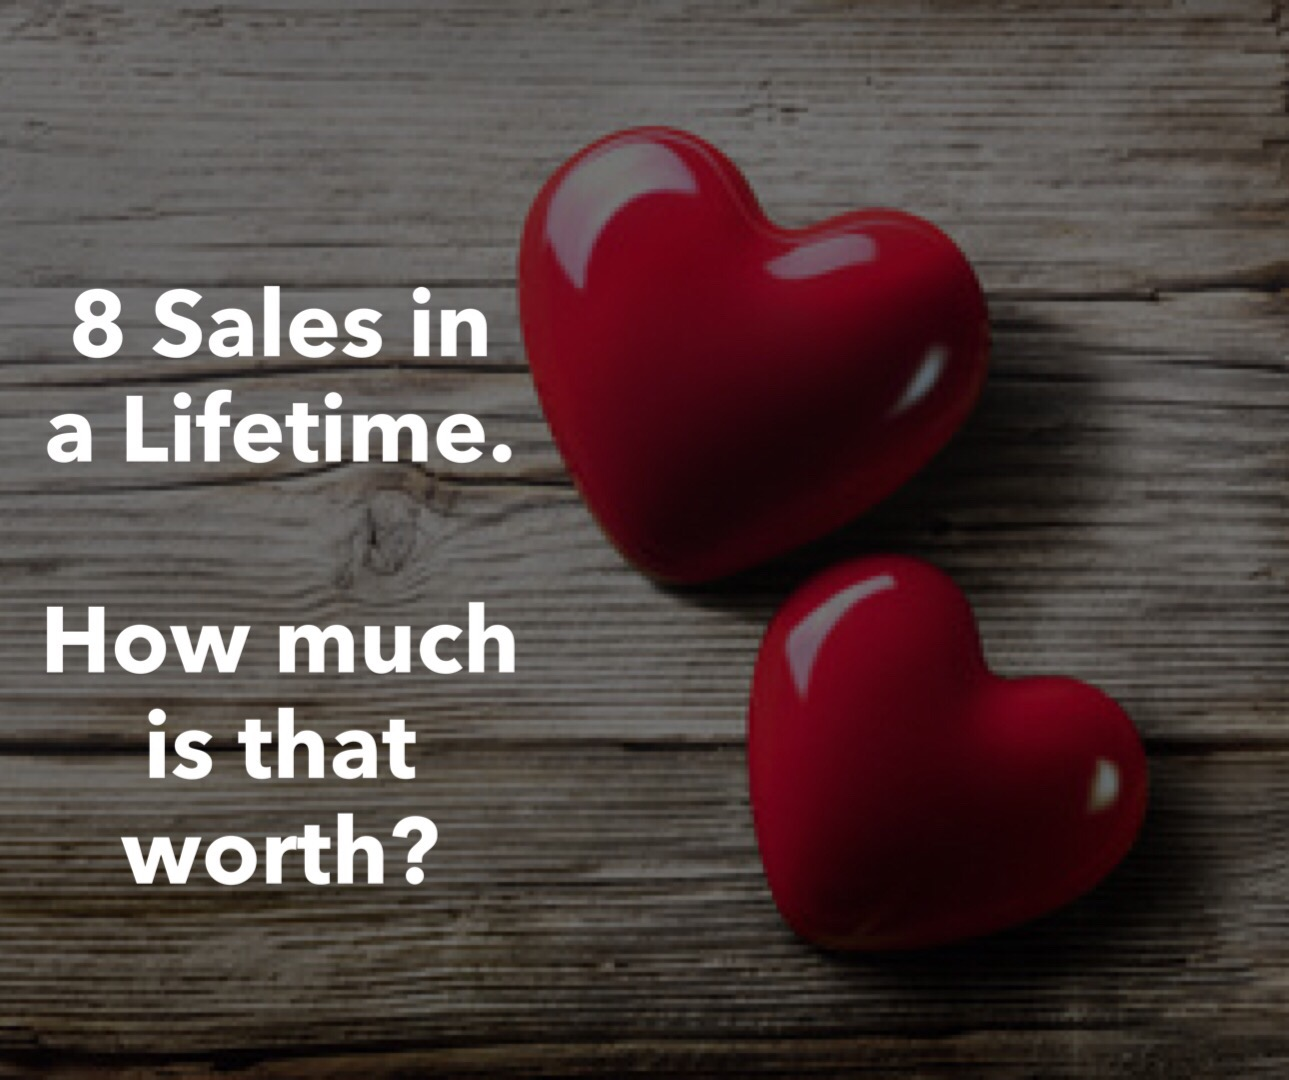 8 Sales in
a Lifetime.
How much
is that
worth?